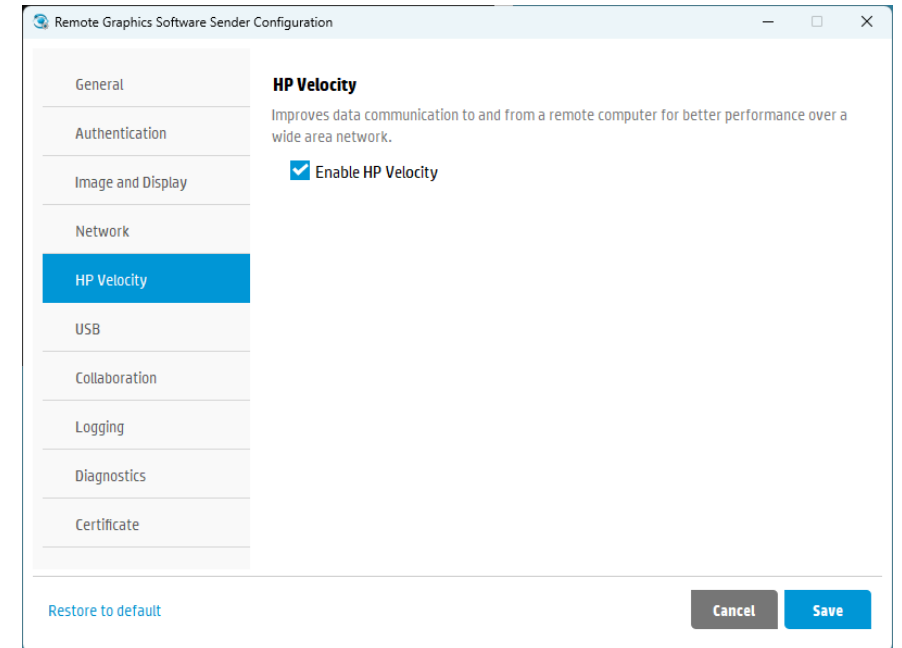 Remote Graphics Software Sender Configuration
General
Authentication
Image and Display
Network
HP Velocity
USB
Collaboration
Logging
Diagnostics
Certificate
HP Velocity
Improves data communication to and from a remote computer for better performance over a
wide area network.
Enable HP Velocity
Restore to default
Cancel
Save